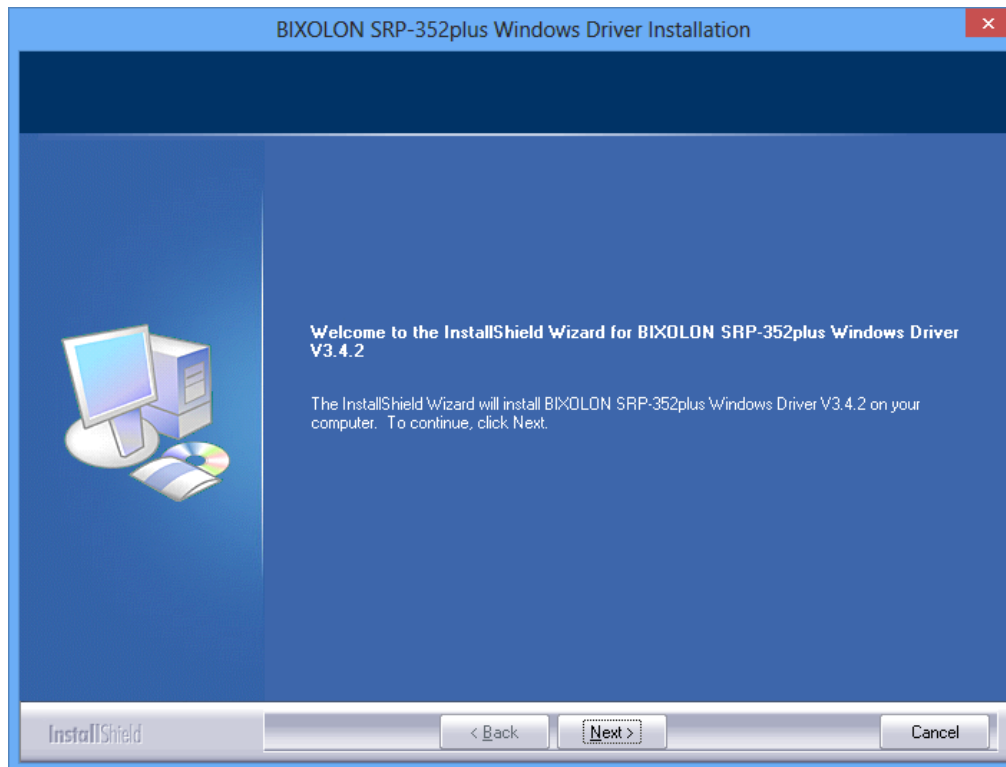 BIXOLON SRP-352plus Windows Driver Installation
Welcome to the InstallShield Wizard for BIXOLON SRP-352plus Windows Driver
V3.4.2
The InstallShield Wizard will install BIXOLON SRP-352plus Windows Driver V3.4.2 on your
computer. To continue, click Next.
InstallShield
< Back
Next >
Cancel